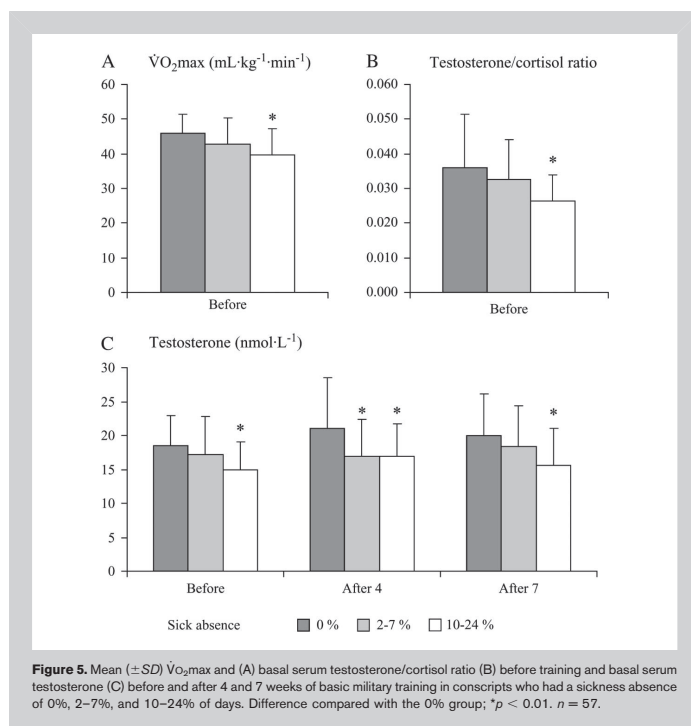 A V̇O₂max (mL·kg⁻¹·min⁻¹)
60
50
40
30
20
10
0
*
Before
B Testosterone/cortisol ratio
0.060
0.050
0.040
0.030
0.020
0.010
0.000
*
Before
C Testosterone (nmol·L⁻¹)
30
25
20
15
10
5
0
*
* *
*
Before After 4 After 7
Sick absence 0 % 2-7 % 10-24 %
Figure 5. Mean (±SD) V̇O₂max and (A) basal serum testosterone/cortisol ratio (B) before training and basal serum
testosterone (C) before and after 4 and 7 weeks of basic military training in conscripts who had a sickness absence
of 0%, 2–7%, and 10–24% of days. Difference compared with the 0% group; *p < 0.01. n = 57.